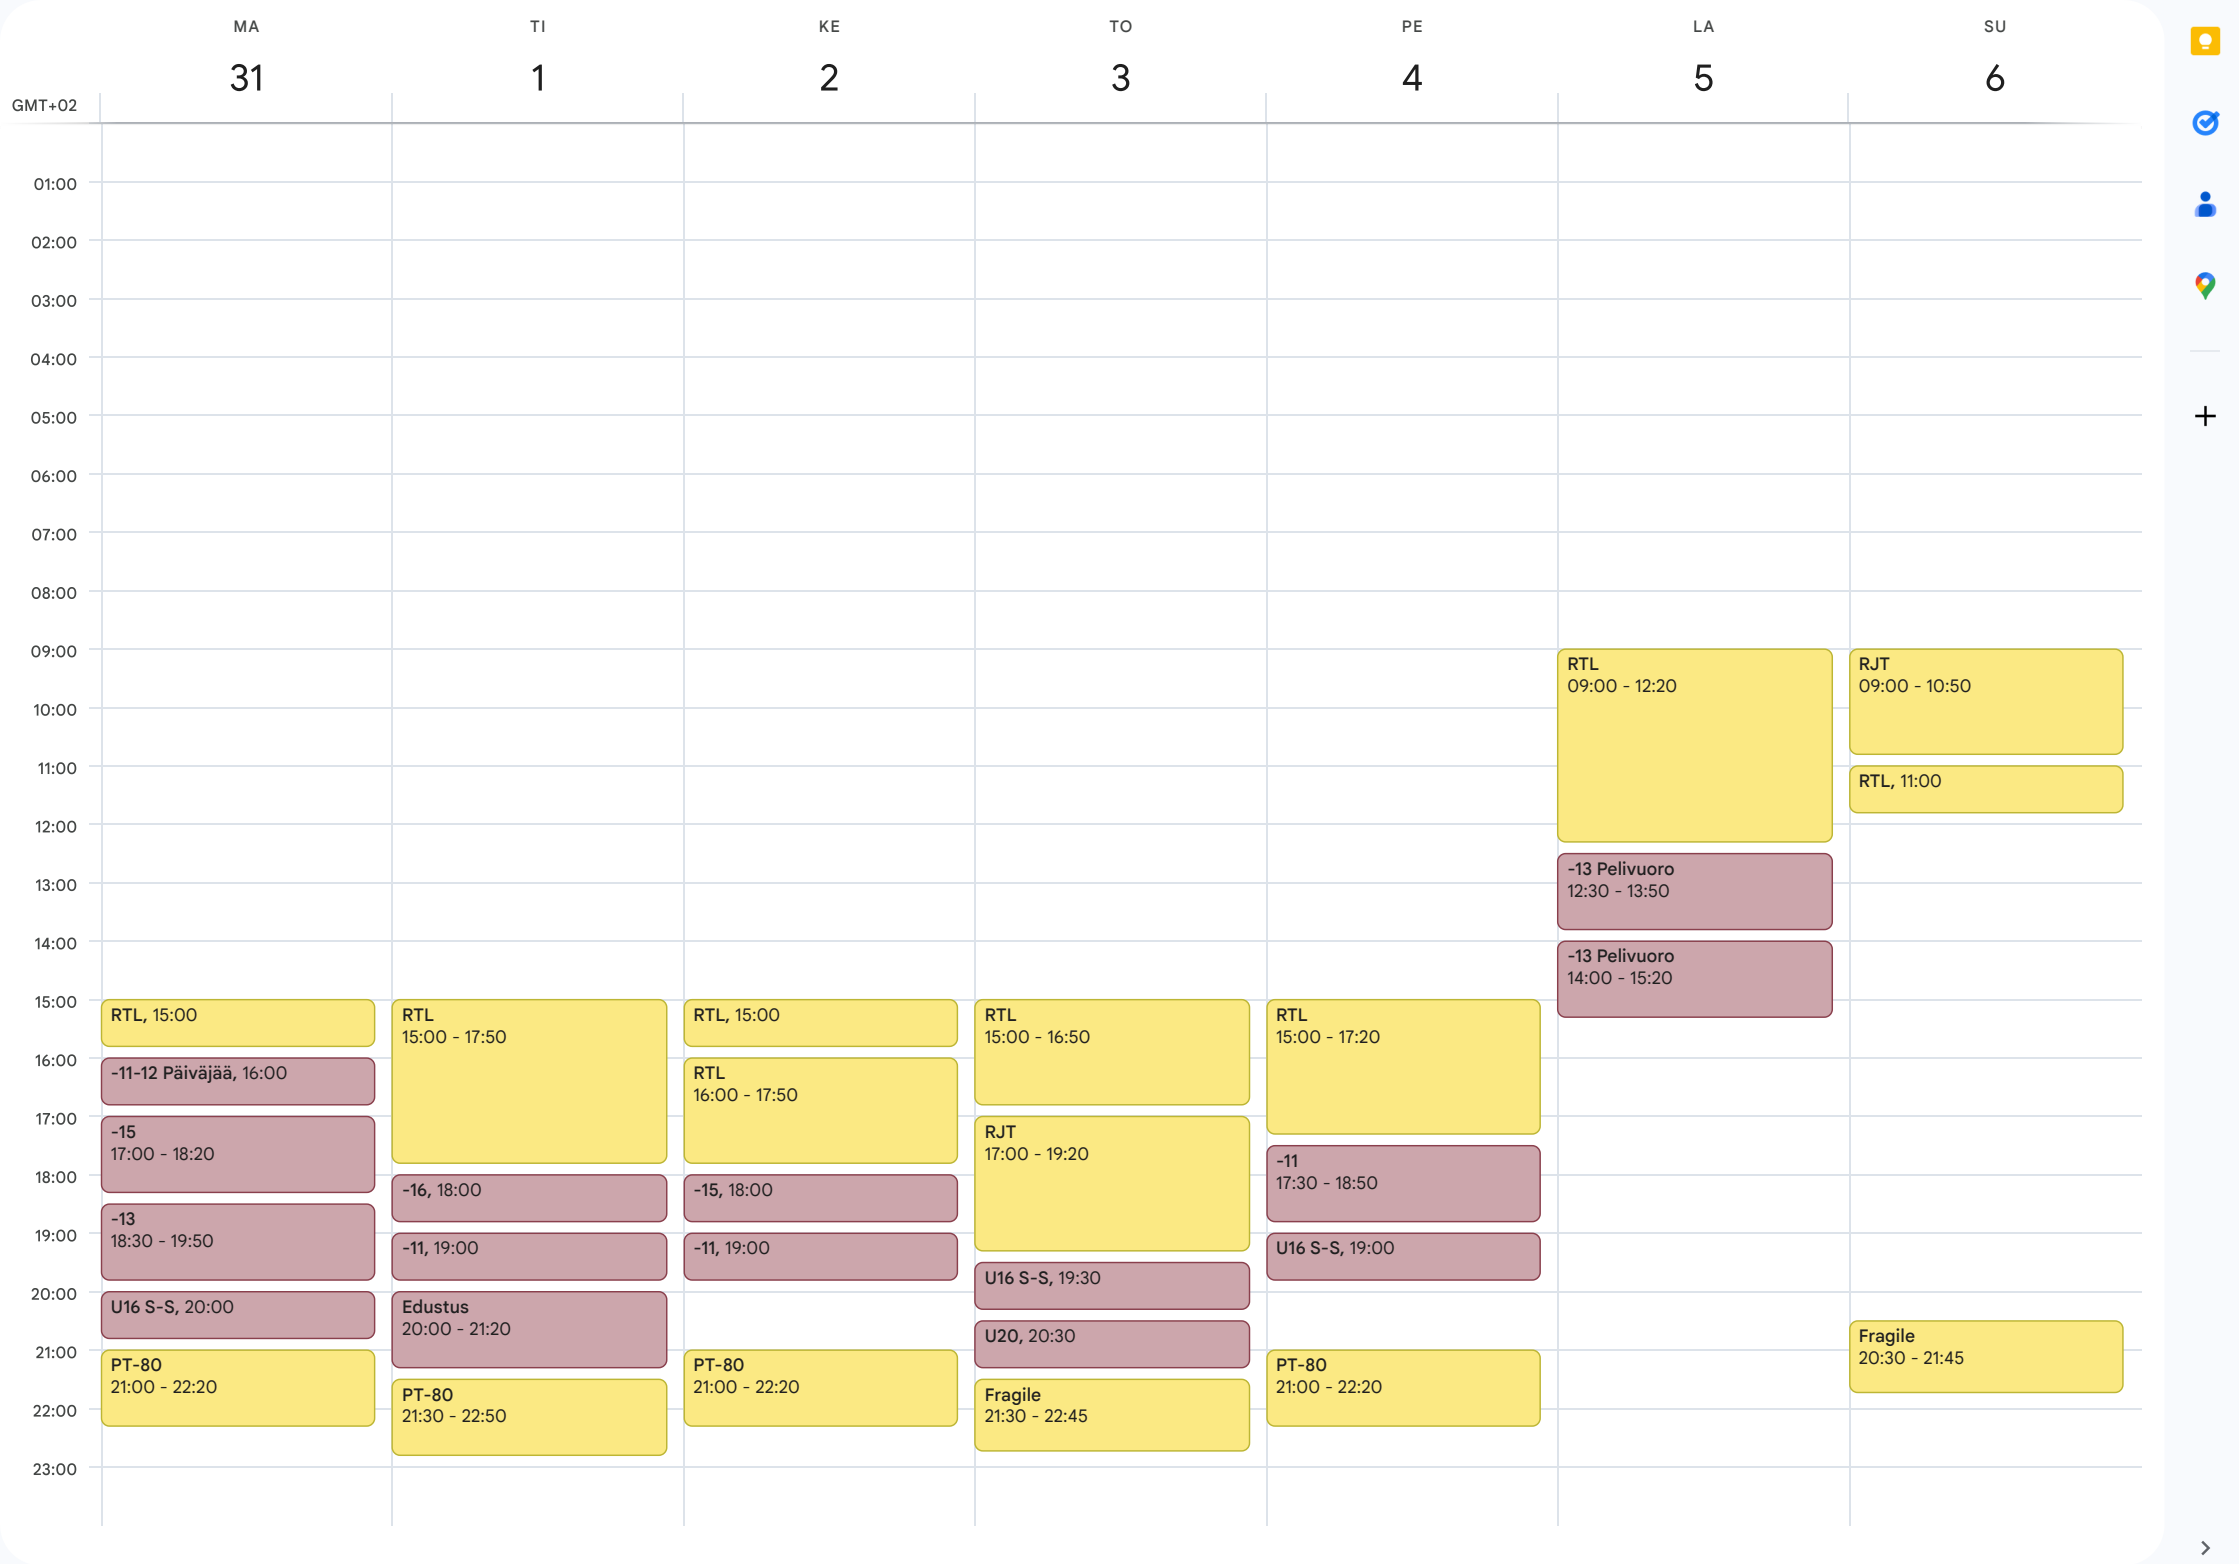 MA
TI
KE
TO
PE
LA
SU
31
1
2
3
4
5
6
GMT+02
01:00
02:00
03:00
04:00
05:00
06:00
07:00
08:00
09:00
10:00
11:00
12:00
13:00
14:00
15:00
16:00
17:00
18:00
19:00
20:00
21:00
22:00
23:00
RTL, 15:00
-11-12 Päiväjää, 16:00
-15
17:00 - 18:20
-13
18:30 - 19:50
U16 S-S, 20:00
PT-80
21:00 - 22:20
RTL
15:00 - 17:50
-16, 18:00
-11, 19:00
Edustus
20:00 - 21:20
PT-80
21:30 - 22:50
RTL, 15:00
RTL
16:00 - 17:50
-15, 18:00
-11, 19:00
PT-80
21:00 - 22:20
RTL
15:00 - 16:50
RJT
17:00 - 19:20
U16 S-S, 19:30
U20, 20:30
Fragile
21:30 - 22:45
RTL
15:00 - 17:20
-11
17:30 - 18:50
U16 S-S, 19:00
PT-80
21:00 - 22:20
RTL
09:00 - 12:20
-13 Pelivuoro
12:30 - 13:50
-13 Pelivuoro
14:00 - 15:20
RJT
09:00 - 10:50
RTL, 11:00
Fragile
20:30 - 21:45